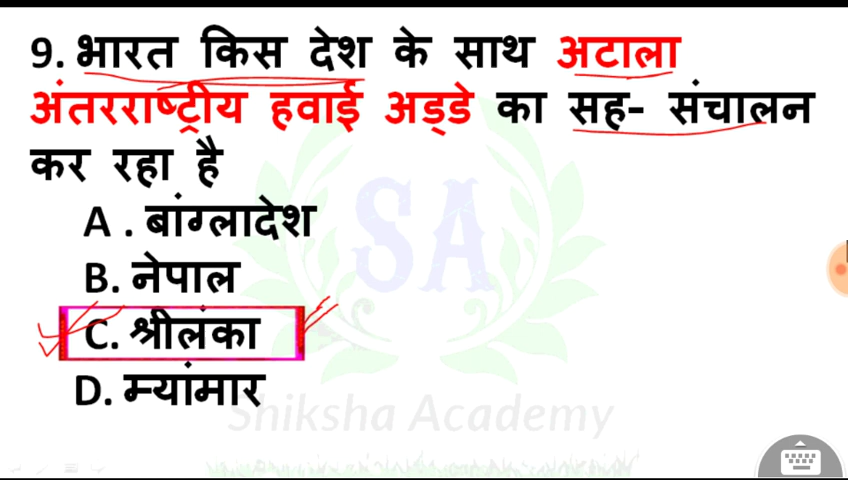 9. भारत किस देश के साथ अटाला
अंतरराष्ट्रीय हवाई अड्डे का सह- संचालन
कर रहा है
A . बांग्लादेश
B. नेपाल
C. श्रीलंका
D. म्यांमार
SA
Shiksha Academy